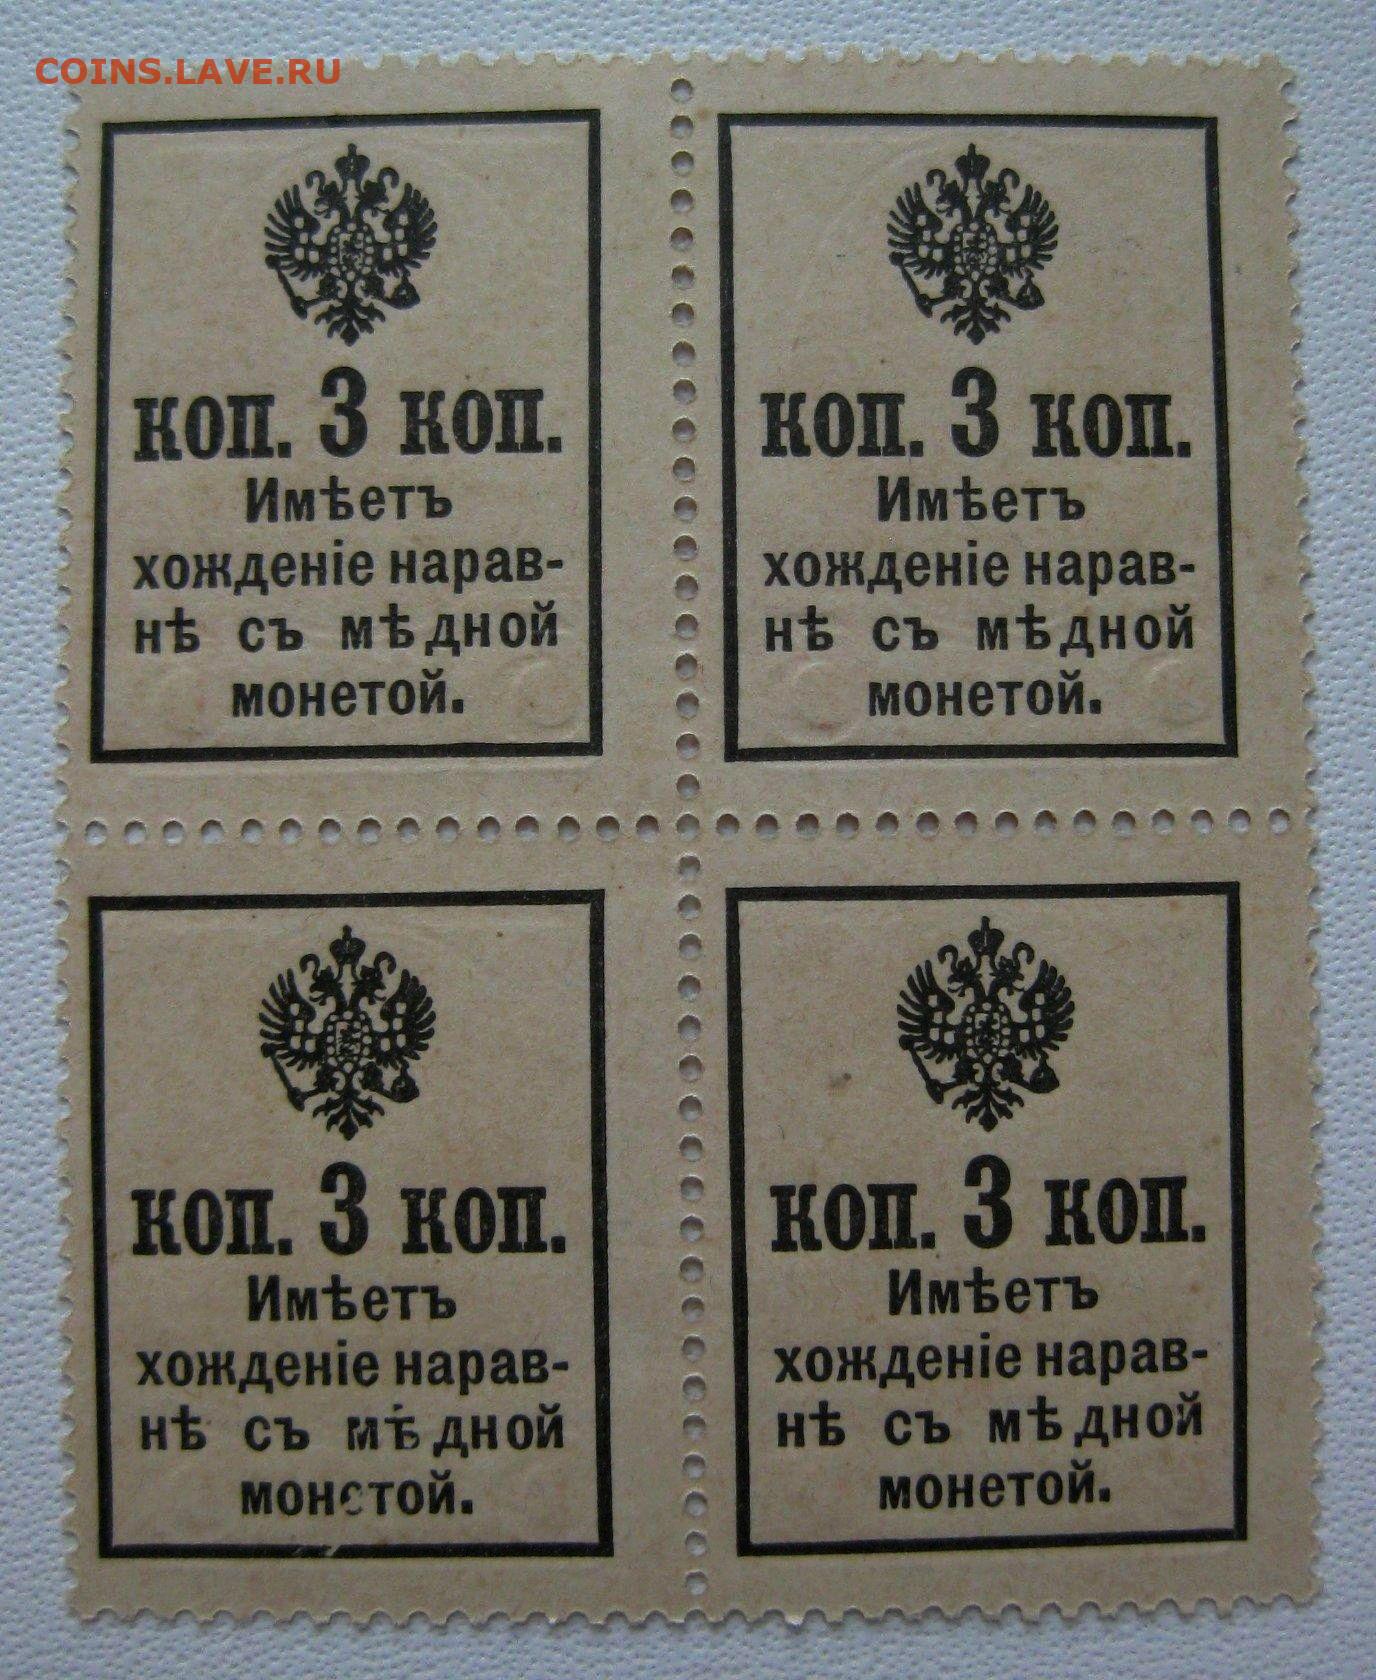 COINS.LAVE.RU
КОП. 3 КОП.
Имѣетъ
хожденіе нарав-
нѣ съ мѣдной
монетой.
КОП. 3 КОП.
Имѣетъ
хожденіе нарав-
нѣ съ мѣдной
монетой.
КОП. 3 КОП.
Имѣетъ
хожденіе нарав-
нѣ съ мѣдной
монетой.
КОП. 3 КОП.
Имѣетъ
хожденіе нарав-
нѣ съ мѣдной
монетой.